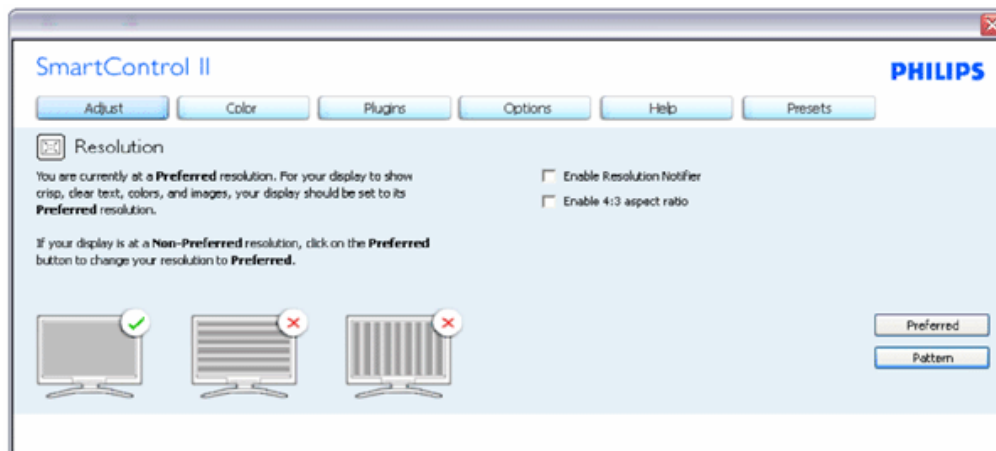 SmartControl II
PHILIPS
Adjust
Color
Plugins
Options
Help
Presets
Resolution
You are currently at a Preferred resolution. For your display to show
crisp, clear text, colors, and images, your display should be set to its
Preferred resolution.
If your display is at a Non-Preferred resolution, click on the Preferred
button to change your resolution to Preferred.
Enable Resolution Notifier
Enable 4:3 aspect ratio
Preferred
Pattern